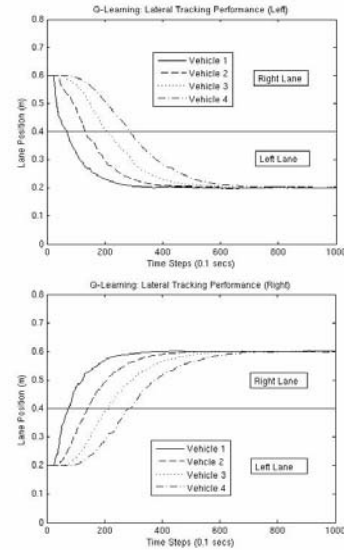 Q-Learning: Lateral Tracking Performance (Left)
0.8
0.7
0.6
0.5
0.4
0.3
0.2
0.1
0
Lane Position (m)
Vehicle 1
Vehicle 2
Vehicle 3
Vehicle 4
Right Lane
Left Lane
0 200 400 600 800 1000
Time Steps (0.1 secs)
Q-Learning: Lateral Tracking Performance (Right)
0.8
0.7
0.6
0.5
0.4
0.3
0.2
0.1
0
Lane Position (m)
Right Lane
Vehicle 1
Vehicle 2
Vehicle 3
Vehicle 4
Left Lane
0 200 400 600 800 1000
Time Steps (0.1 secs)